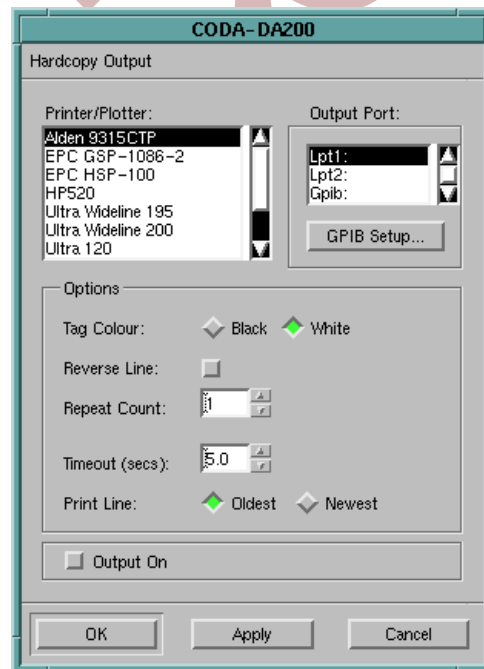 CODA-DA200
Hardcopy Output
Printer/Plotter:
Alden 9315CTP
EPC GSP-1086-2
EPC HSP-100
HP520
Ultra Wideline 195
Ultra Wideline 200
Ultra 120
Output Port:
Lpt1:
Lpt2:
Gpib:
GPIB Setup...
Options
Tag Colour: Black White
Reverse Line:
Repeat Count: 1
Timeout (secs): 5.0
Print Line: Oldest Newest
Output On
OK Apply Cancel